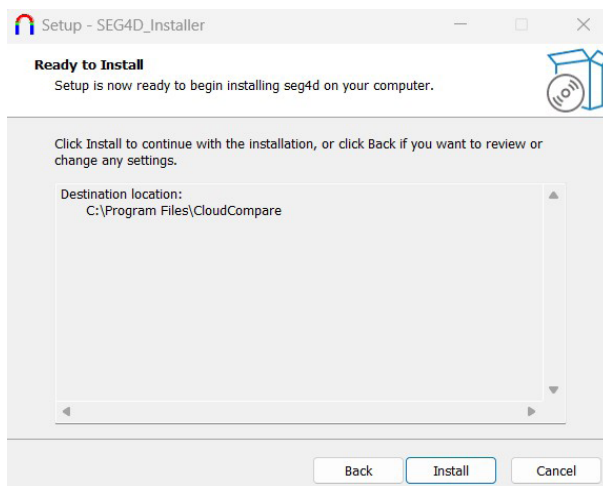 Setup - SEG4D_Installer
Ready to Install
Setup is now ready to begin installing seg4d on your computer.
Click Install to continue with the installation, or click Back if you want to review or
change any settings.
Destination location:
C:\Program Files\CloudCompare
Back
Install
Cancel